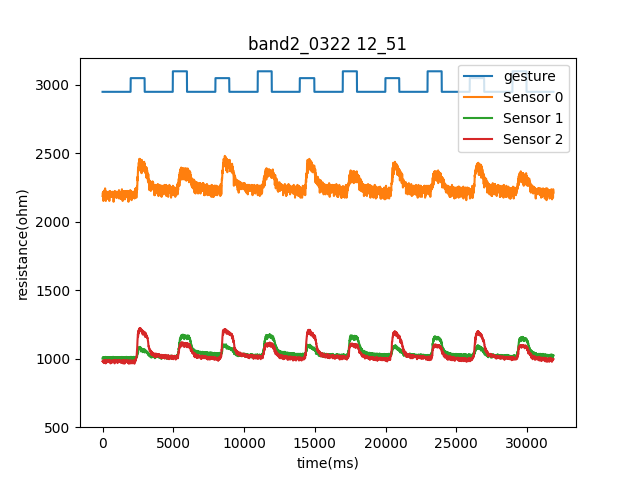 band2_0322 12_51
gesture
Sensor 0
Sensor 1
Sensor 2
resistance(ohm)
3000
2500
2000
1500
1000
500
0 5000 10000 15000 20000 25000 30000
time(ms)